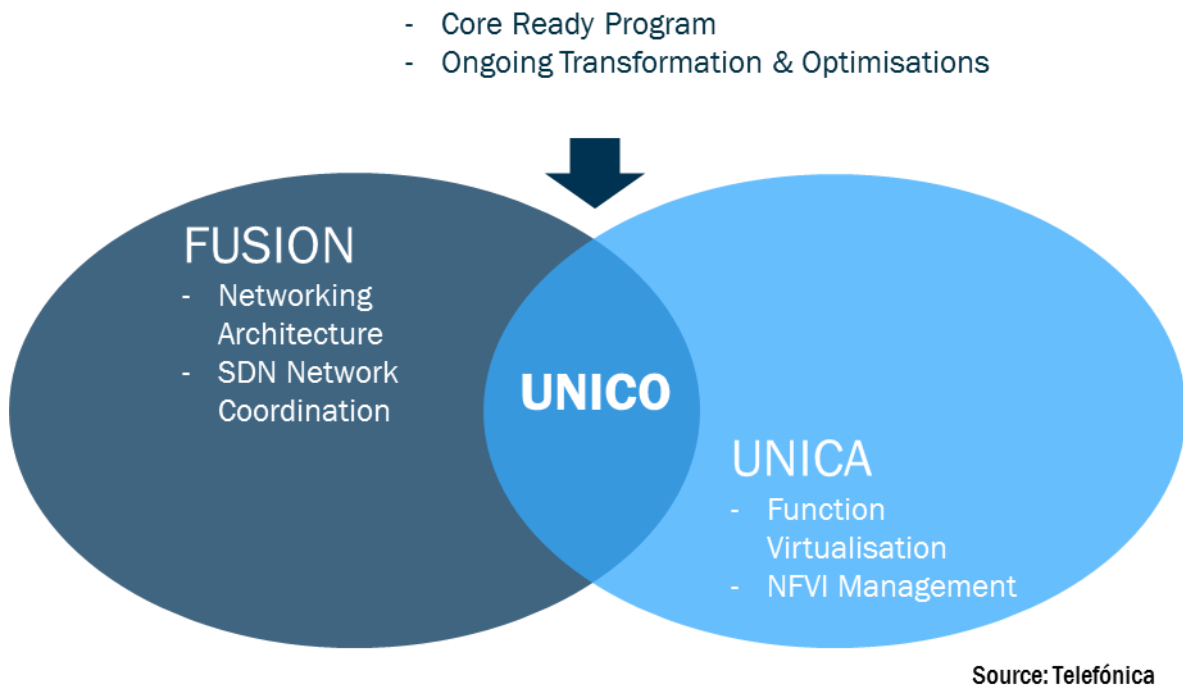 - Core Ready Program
- Ongoing Transformation & Optimisations
FUSION
- Networking
Architecture
- SDN Network
Coordination
UNICO
UNICA
- Function
Virtualisation
- NFVI Management
Source: Telefónica